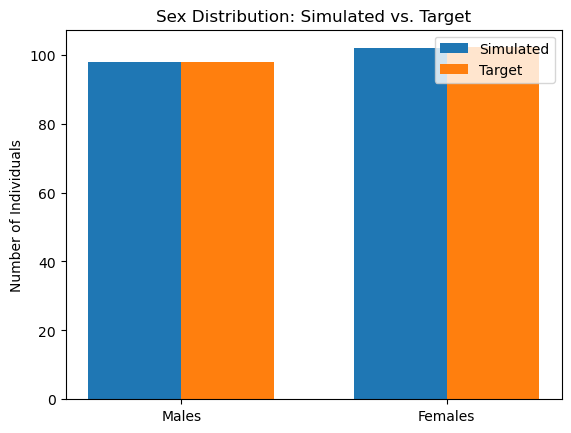 Sex Distribution: Simulated vs. Target
Simulated
Target
Number of Individuals
100
80
60
40
20
0
Males
Females